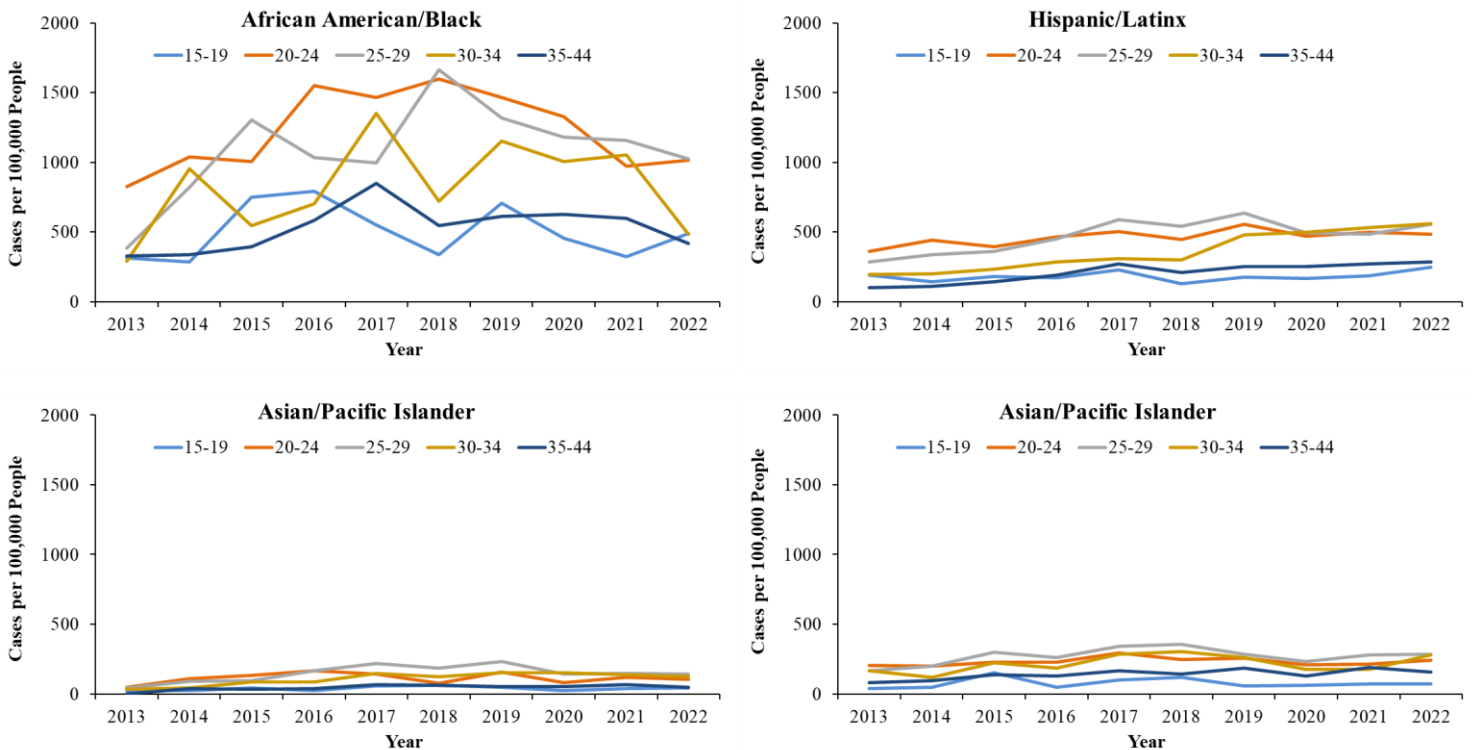 African American/Black
15-19 20-24 25-29 30-34 35-44
Cases per 100,000 People
2000
1500
1000
500
0
2013 2014 2015 2016 2017 2018 2019 2020 2021 2022
Year
Hispanic/Latinx
15-19 20-24 25-29 30-34 35-44
Cases per 100,000 People
2000
1500
1000
500
0
2013 2014 2015 2016 2017 2018 2019 2020 2021 2022
Year
Asian/Pacific Islander
15-19 20-24 25-29 30-34 35-44
Cases per 100,000 People
2000
1500
1000
500
0
2013 2014 2015 2016 2017 2018 2019 2020 2021 2022
Year
Asian/Pacific Islander
15-19 20-24 25-29 30-34 35-44
Cases per 100,000 People
2000
1500
1000
500
0
2013 2014 2015 2016 2017 2018 2019 2020 2021 2022
Year